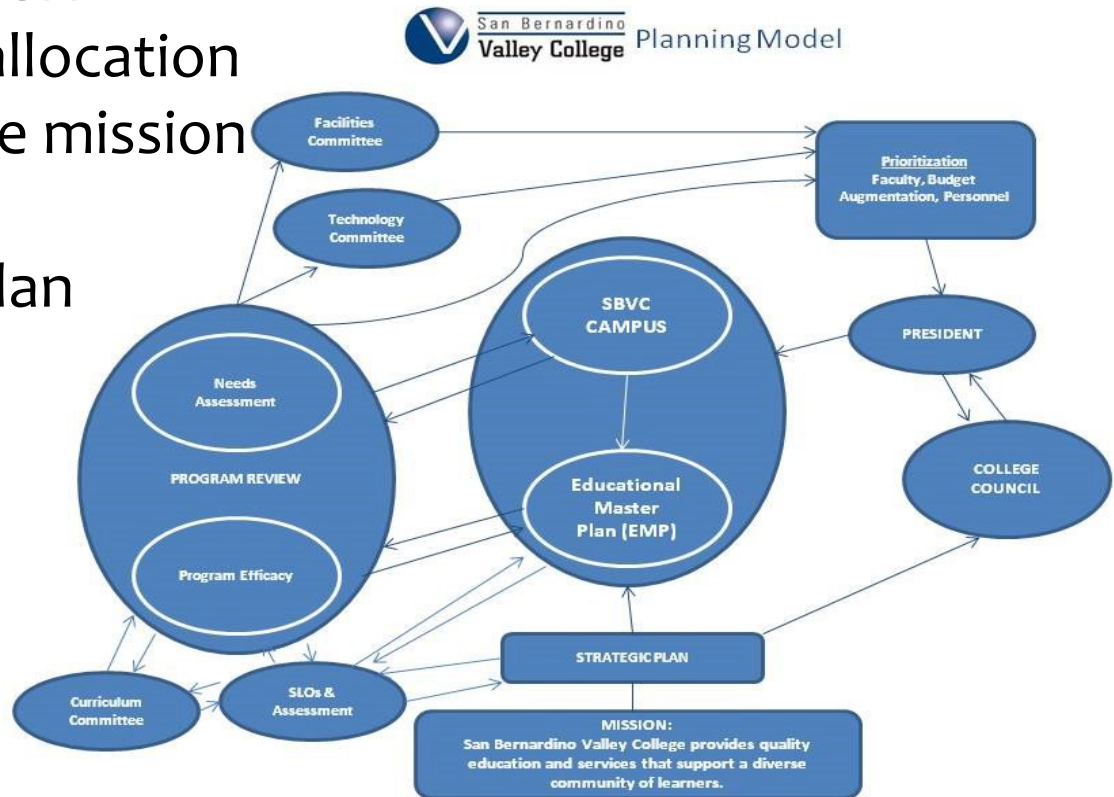 allocation
e mission
lan
San Bernardino
Valley College
Planning Model
Facilities
Committee
Technology
Committee
Prioritization
Faculty, Budget
Augmentation, Personnel
SBVC
CAMPUS
PRESIDENT
Needs
Assessment
PROGRAM REVIEW
COLLEGE
COUNCIL
Educational
Master
Plan (EMP)
Program Efficacy
STRATEGIC PLAN
Curriculum
Committee
SLOs &
Assessment
MISSION:
San Bernardino Valley College provides quality
education and services that support a diverse
community of learners.